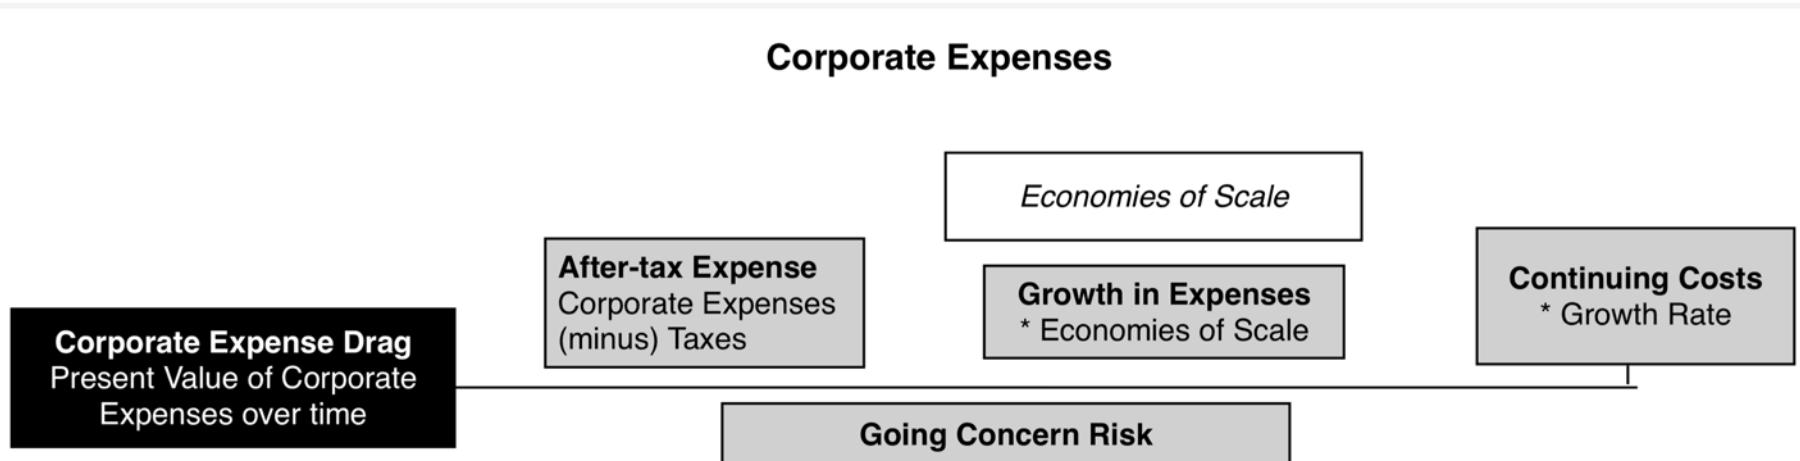 Corporate Expenses
Economies of Scale
After-tax Expense
Corporate Expenses
(minus) Taxes
Growth in Expenses
* Economies of Scale
Continuing Costs
* Growth Rate
Corporate Expense Drag
Present Value of Corporate
Expenses over time
Going Concern Risk